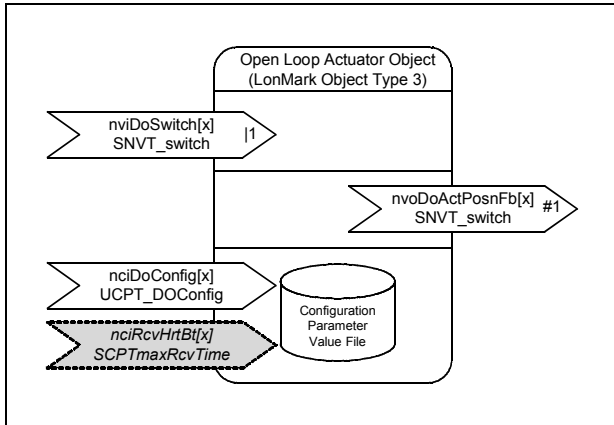 Open Loop Actuator Object
(LonMark Object Type 3)
nviDoSwitch[x]
SNVT_switch
|1
nvoDoActPosnFb[x]
SNVT_switch
#1
nciDoConfig[x]
UCPT_DOConfig
nciRcvHrtBt[x]
SCPTmaxRcvTime
Configuration
Parameter
Value File